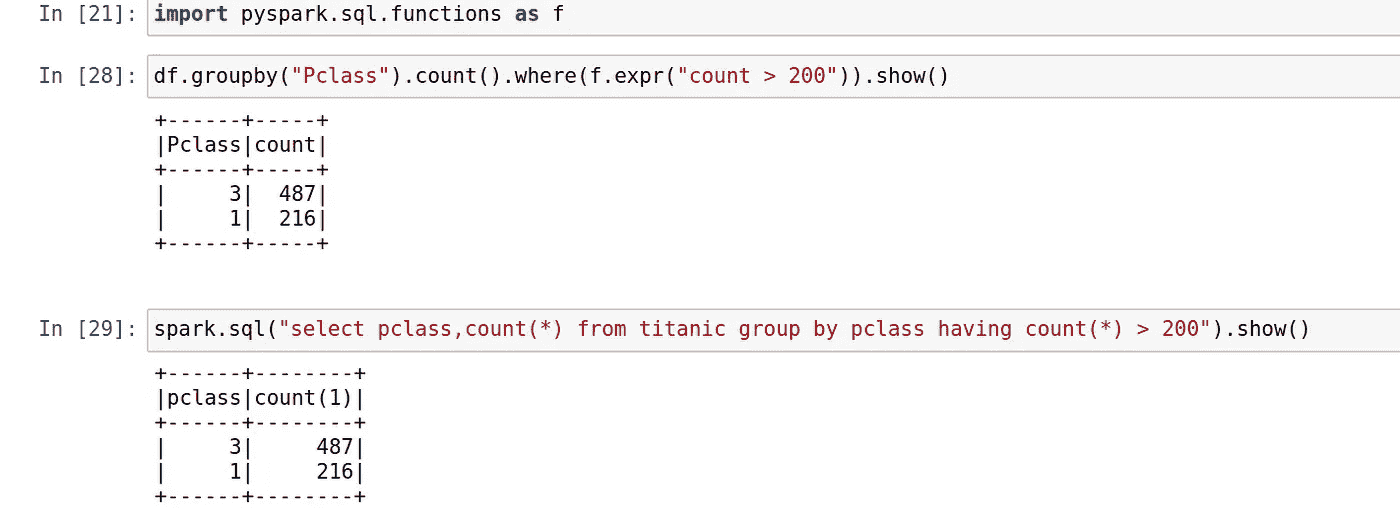 In [21]: import pyspark.sql.functions as f
In [28]: df.groupby("Pclass").count().where(f.expr("count > 200")).show()
+------+-----+
|Pclass|count|
+------+-----+
|     3|  487|
|     1|  216|
+------+-----+
In [29]: spark.sql("select pclass,count(*) from titanic group by pclass having count(*) > 200").show()
+------+--------+
|pclass|count(1)|
+------+--------+
|     3|     487|
|     1|     216|
+------+--------+